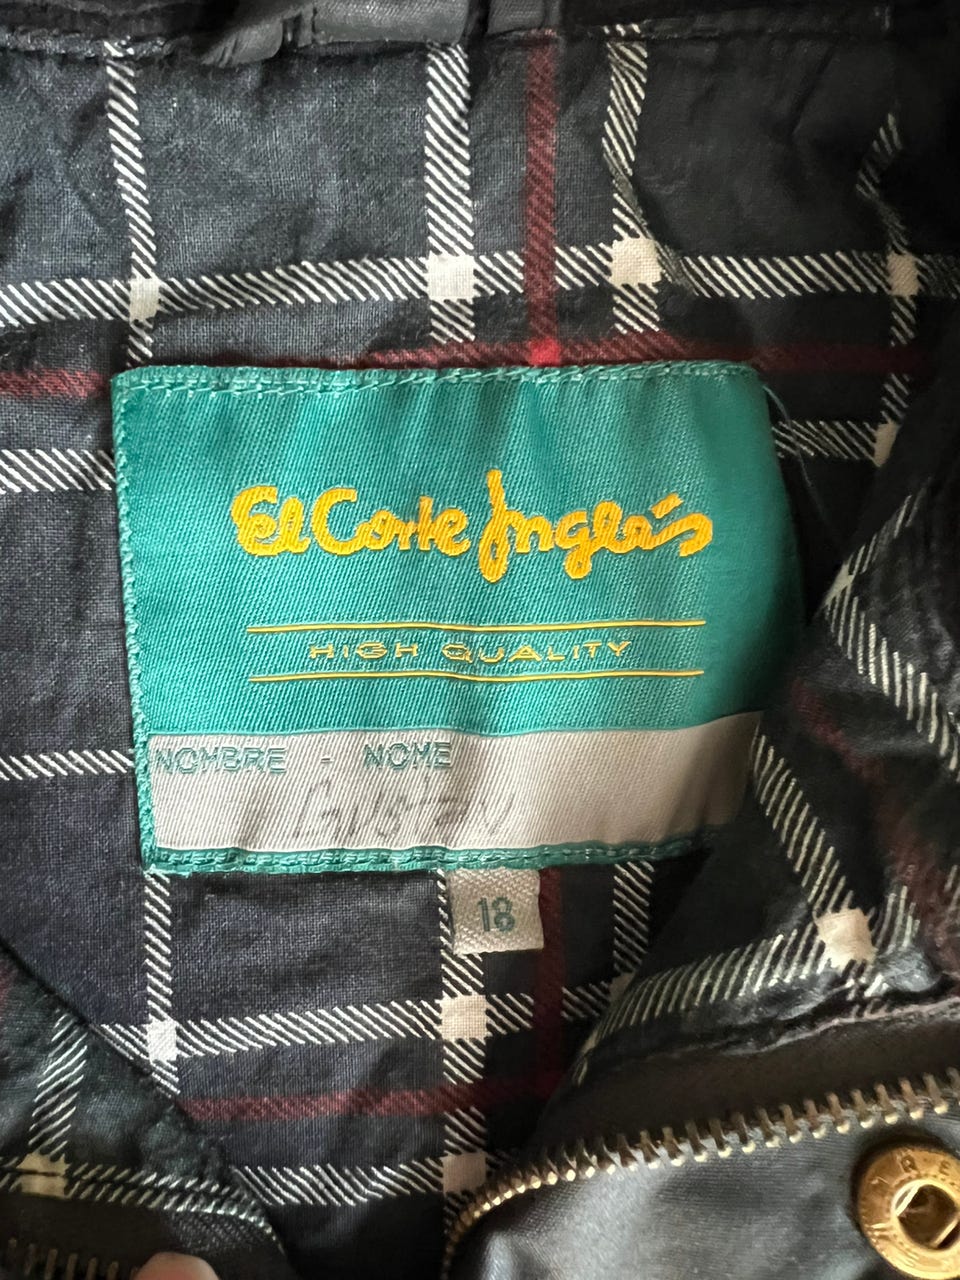 El Corte Inglés
HIGH QUALITY
NOMBRE - NOME
18